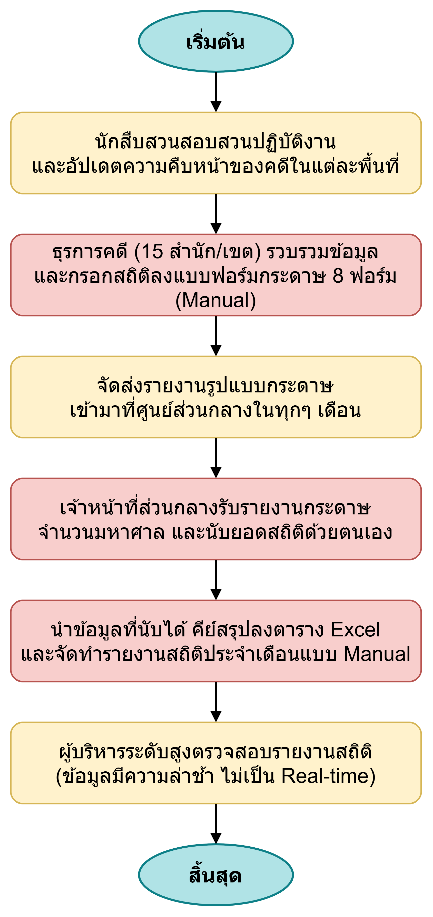 เริ่มต้น
นักสืบสวนสอบสวนปฏิบัติงาน
และอัปเดตความคืบหน้าของคดีในแต่ละพื้นที่
ธุรการคดี (15 สำนัก/เขต) รวบรวมข้อมูล
และกรอกสถิติลงแบบฟอร์มกระดาษ 8 ฟอร์ม
(Manual)
จัดส่งรายงานรูปแบบกระดาษ
เข้ามาที่ศูนย์ส่วนกลางในทุกๆ เดือน
เจ้าหน้าที่ส่วนกลางรับรายงานกระดาษ
จำนวนมหาศาล และนับยอดสถิติด้วยตนเอง
นำข้อมูลที่นับได้ คีย์สรุปลงตาราง Excel
และจัดทำรายงานสถิติประจำเดือนแบบ Manual
ผู้บริหารระดับสูงตรวจสอบรายงานสถิติ
(ข้อมูลมีความล่าช้า ไม่เป็น Real-time)
สิ้นสุด